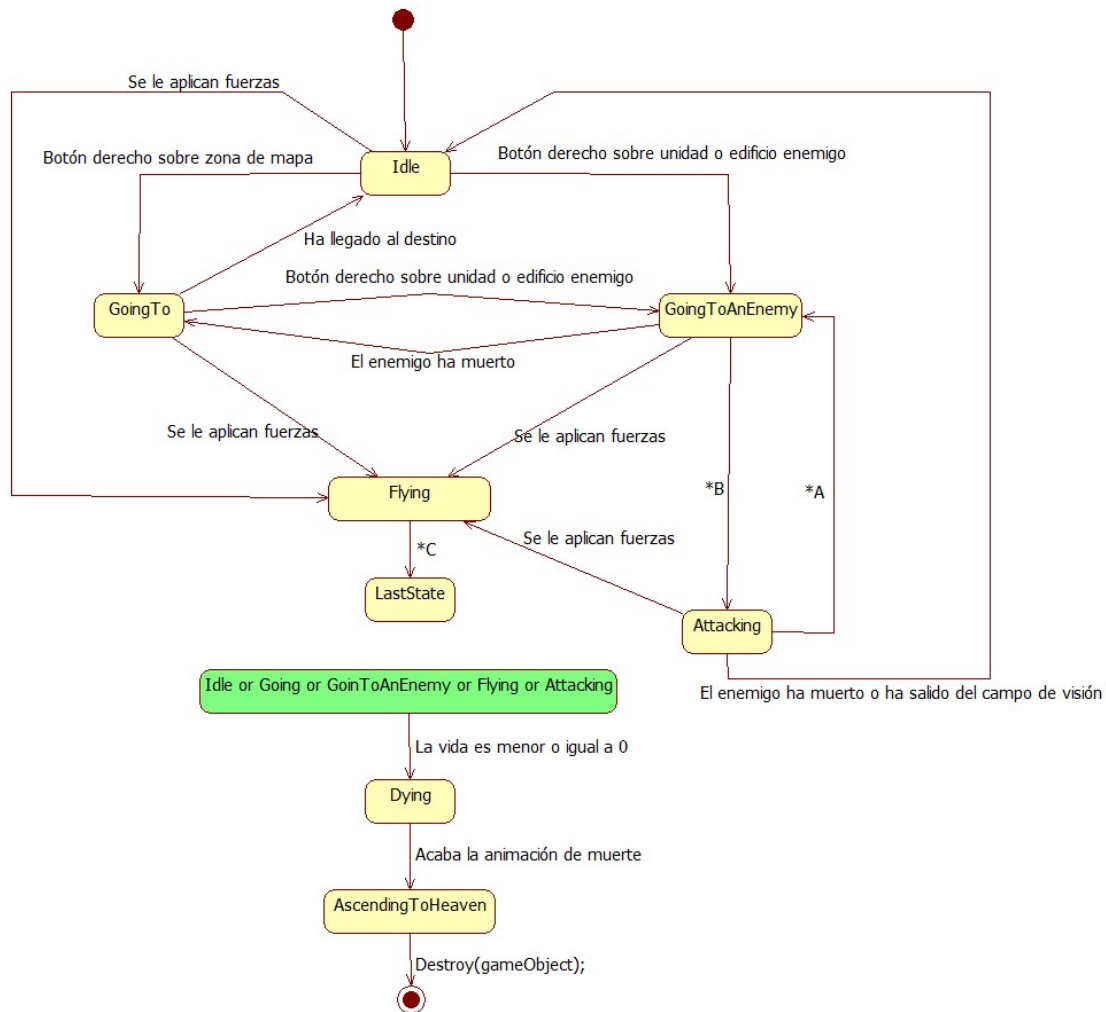 Se le aplican fuerzas
Botón derecho sobre zona de mapa
Botón derecho sobre unidad o edificio enemigo
Idle
Ha llegado al destino
Botón derecho sobre unidad o edificio enemigo
GoingTo
GoingToAnEnemy
El enemigo ha muerto
Se le aplican fuerzas
Se le aplican fuerzas
Flying
*B
*A
Se le aplican fuerzas
*C
LastState
Attacking
Idle or Going or GoinToAnEnemy or Flying or Attacking
El enemigo ha muerto o ha salido del campo de visión
La vida es menor o igual a 0
Dying
Acaba la animación de muerte
AscendingToHeaven
Destroy(gameObject);